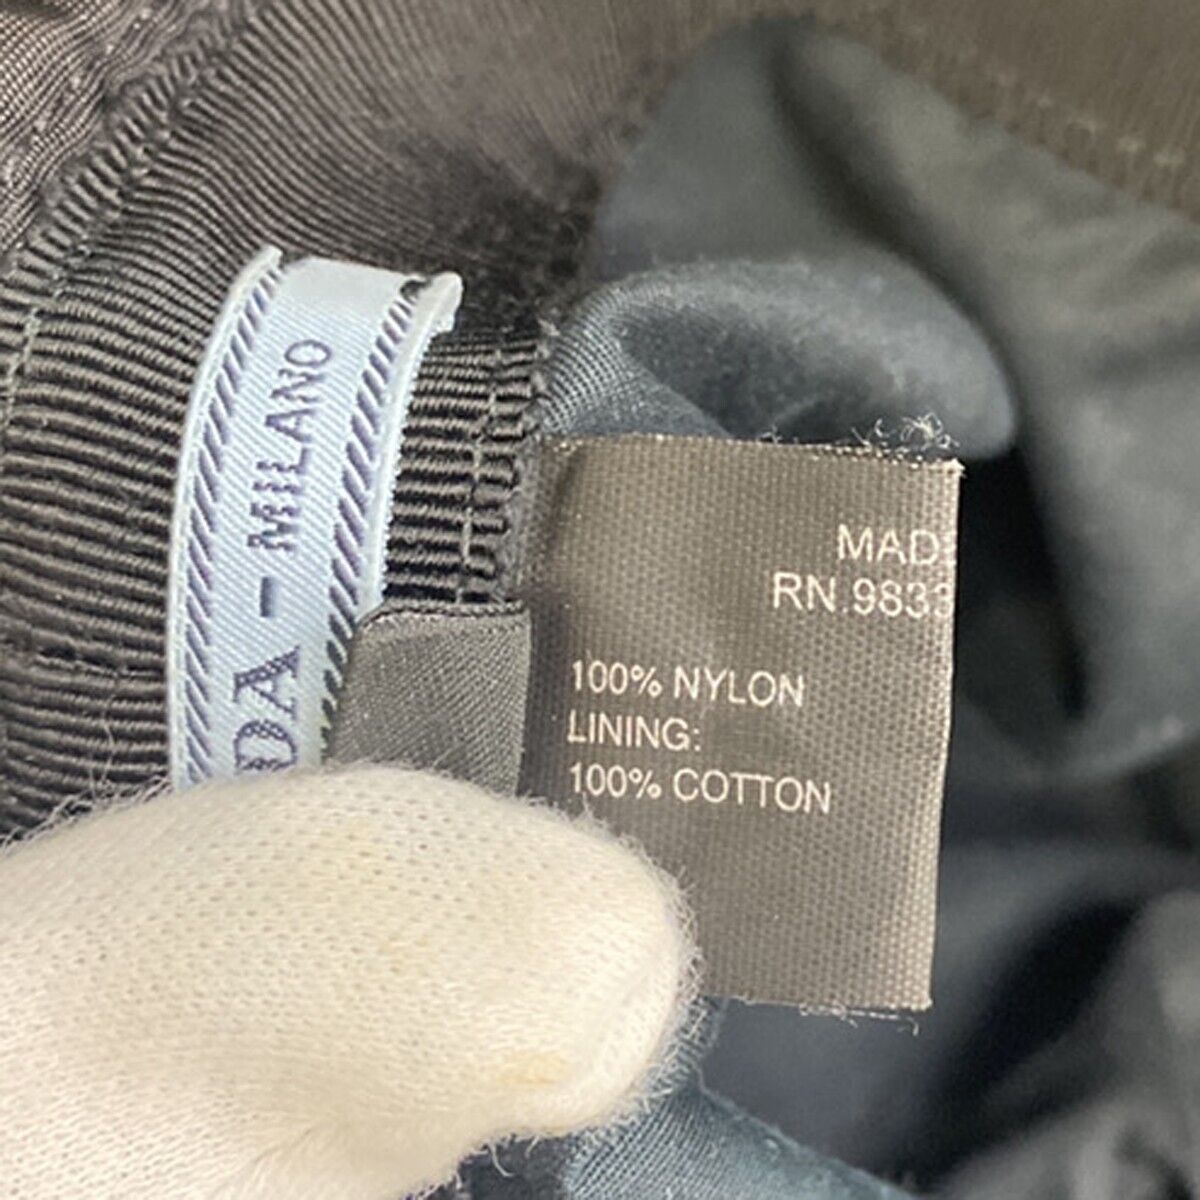 DA - MILANO
MAD
RN.9833
100% NYLON
LINING:
100% COTTON